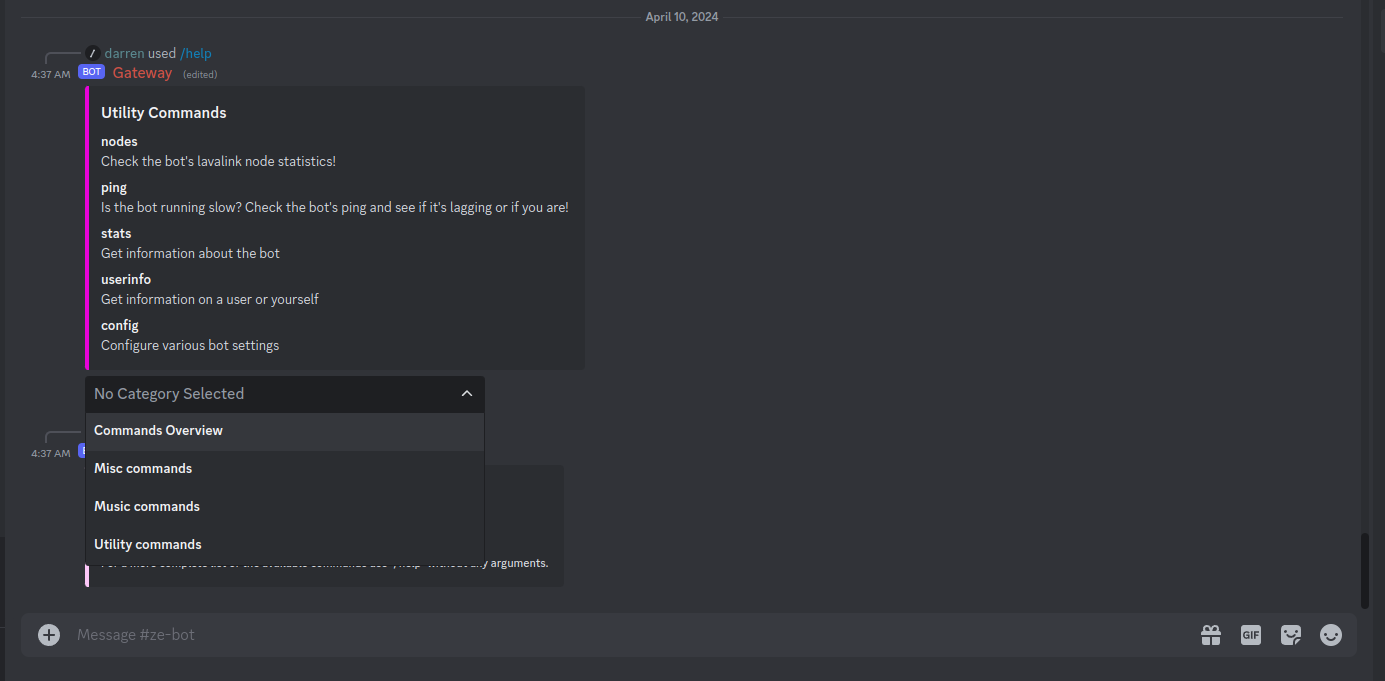 April 10, 2024
/ darren used /help
4:37 AM BOT Gateway (edited)
Utility Commands
nodes
Check the bot's lavalink node statistics!
ping
Is the bot running slow? Check the bot's ping and see if it's lagging or if you are!
stats
Get information about the bot
userinfo
Get information on a user or yourself
config
Configure various bot settings
No Category Selected
Commands Overview
4:37 AM
Misc commands
Music commands
Utility commands
any arguments.
Message #ze-bot
GIF